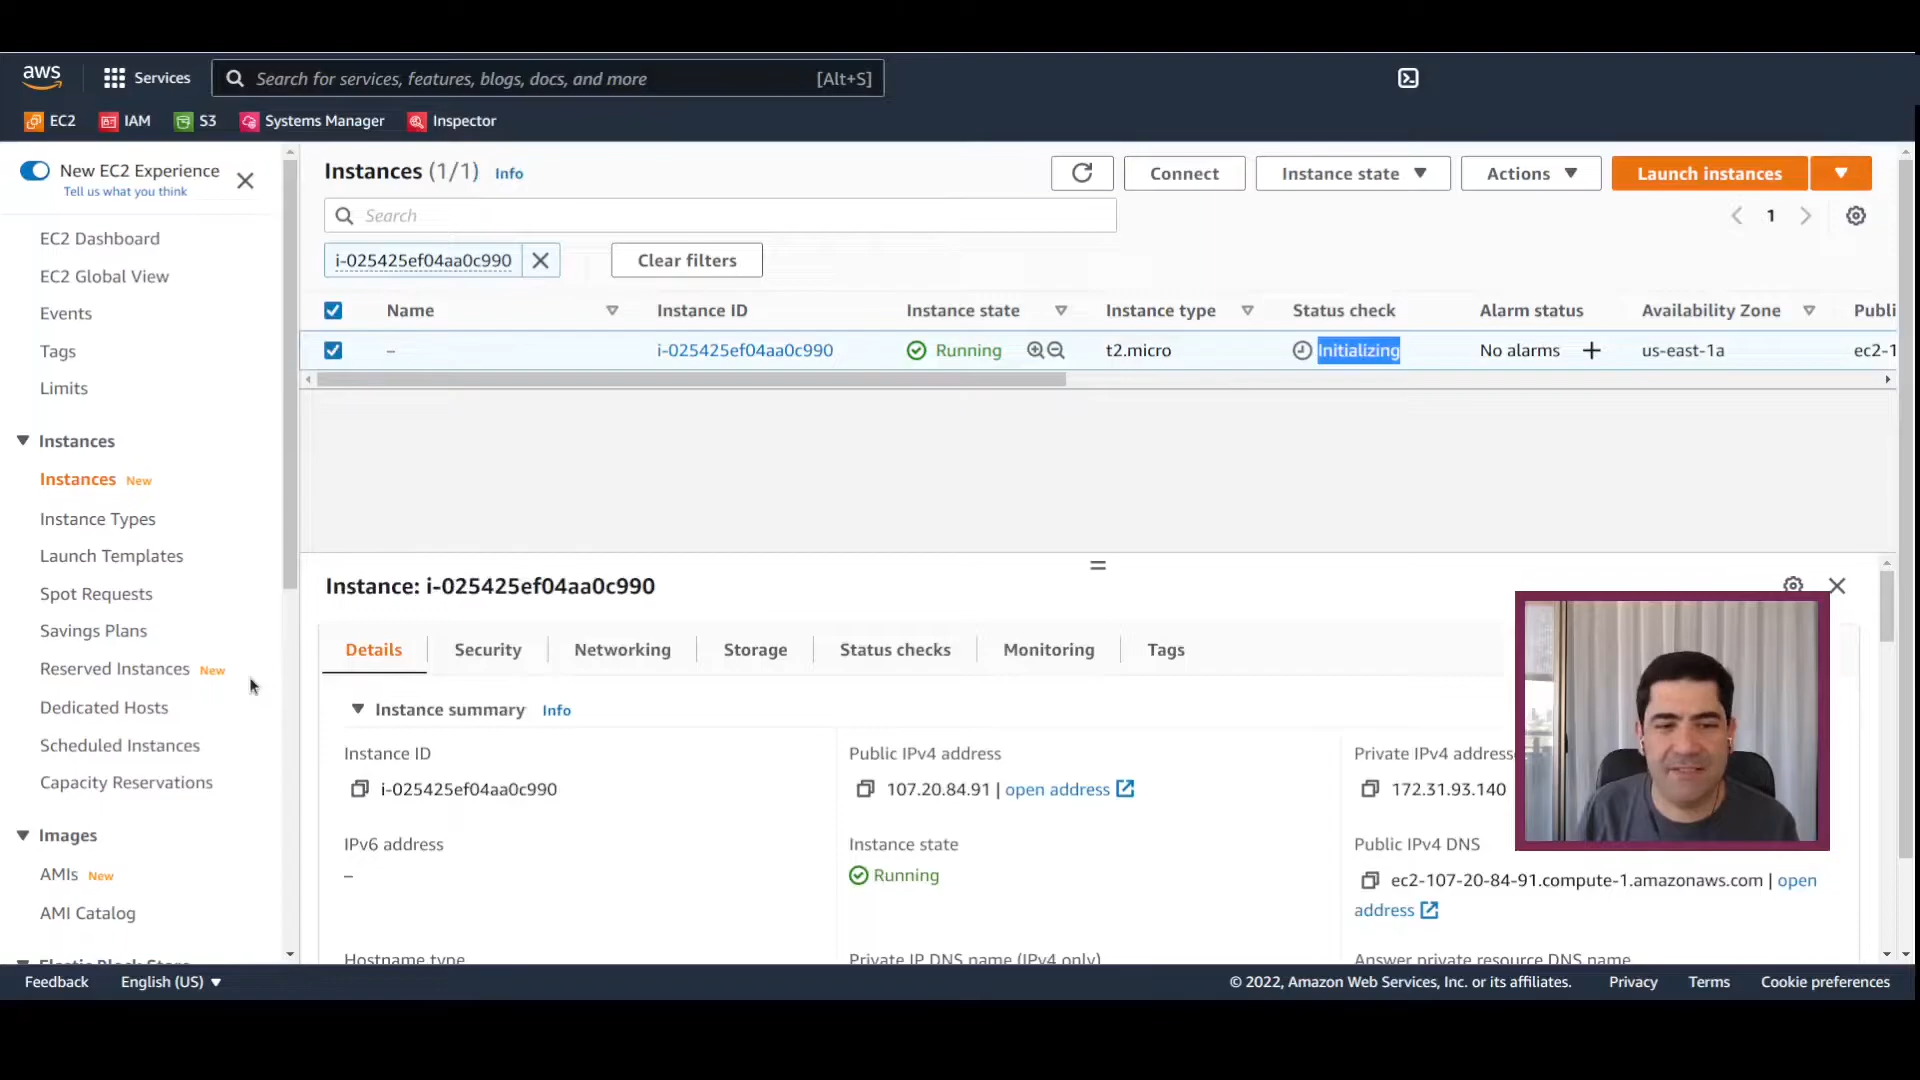 aws
Services
Search for services, features, blogs, docs, and more [Alt+S]
EC2 IAM S3 Systems Manager Inspector
New EC2 Experience
Tell us what you think
EC2 Dashboard
EC2 Global View
Events
Tags
Limits
Instances
Instances New
Instance Types
Launch Templates
Spot Requests
Savings Plans
Reserved Instances New
Dedicated Hosts
Scheduled Instances
Capacity Reservations
Images
AMIs New
AMI Catalog
Elastic Block Store
Instances (1/1) Info
Connect
Instance state
Actions
Launch instances
Search
1
i-025425ef04aa0c990
Clear filters
Name Instance ID Instance state Instance type Status check Alarm status Availability Zone Publi
– i-025425ef04aa0c990 Running t2.micro Initializing No alarms + us-east-1a ec2-1
Instance: i-025425ef04aa0c990
Details Security Networking Storage Status checks Monitoring Tags
Instance summary Info
Instance ID
i-025425ef04aa0c990
Public IPv4 address
107.20.84.91 | open address
Private IPv4 address
172.31.93.140
IPv6 address
–
Instance state
Running
Public IPv4 DNS
ec2-107-20-84-91.compute-1.amazonaws.com | open
address
Hostname type
Private IP DNS name (IPv4 only)
Answer private resource DNS name
Feedback English (US) © 2022, Amazon Web Services, Inc. or its affiliates. Privacy Terms Cookie preferences